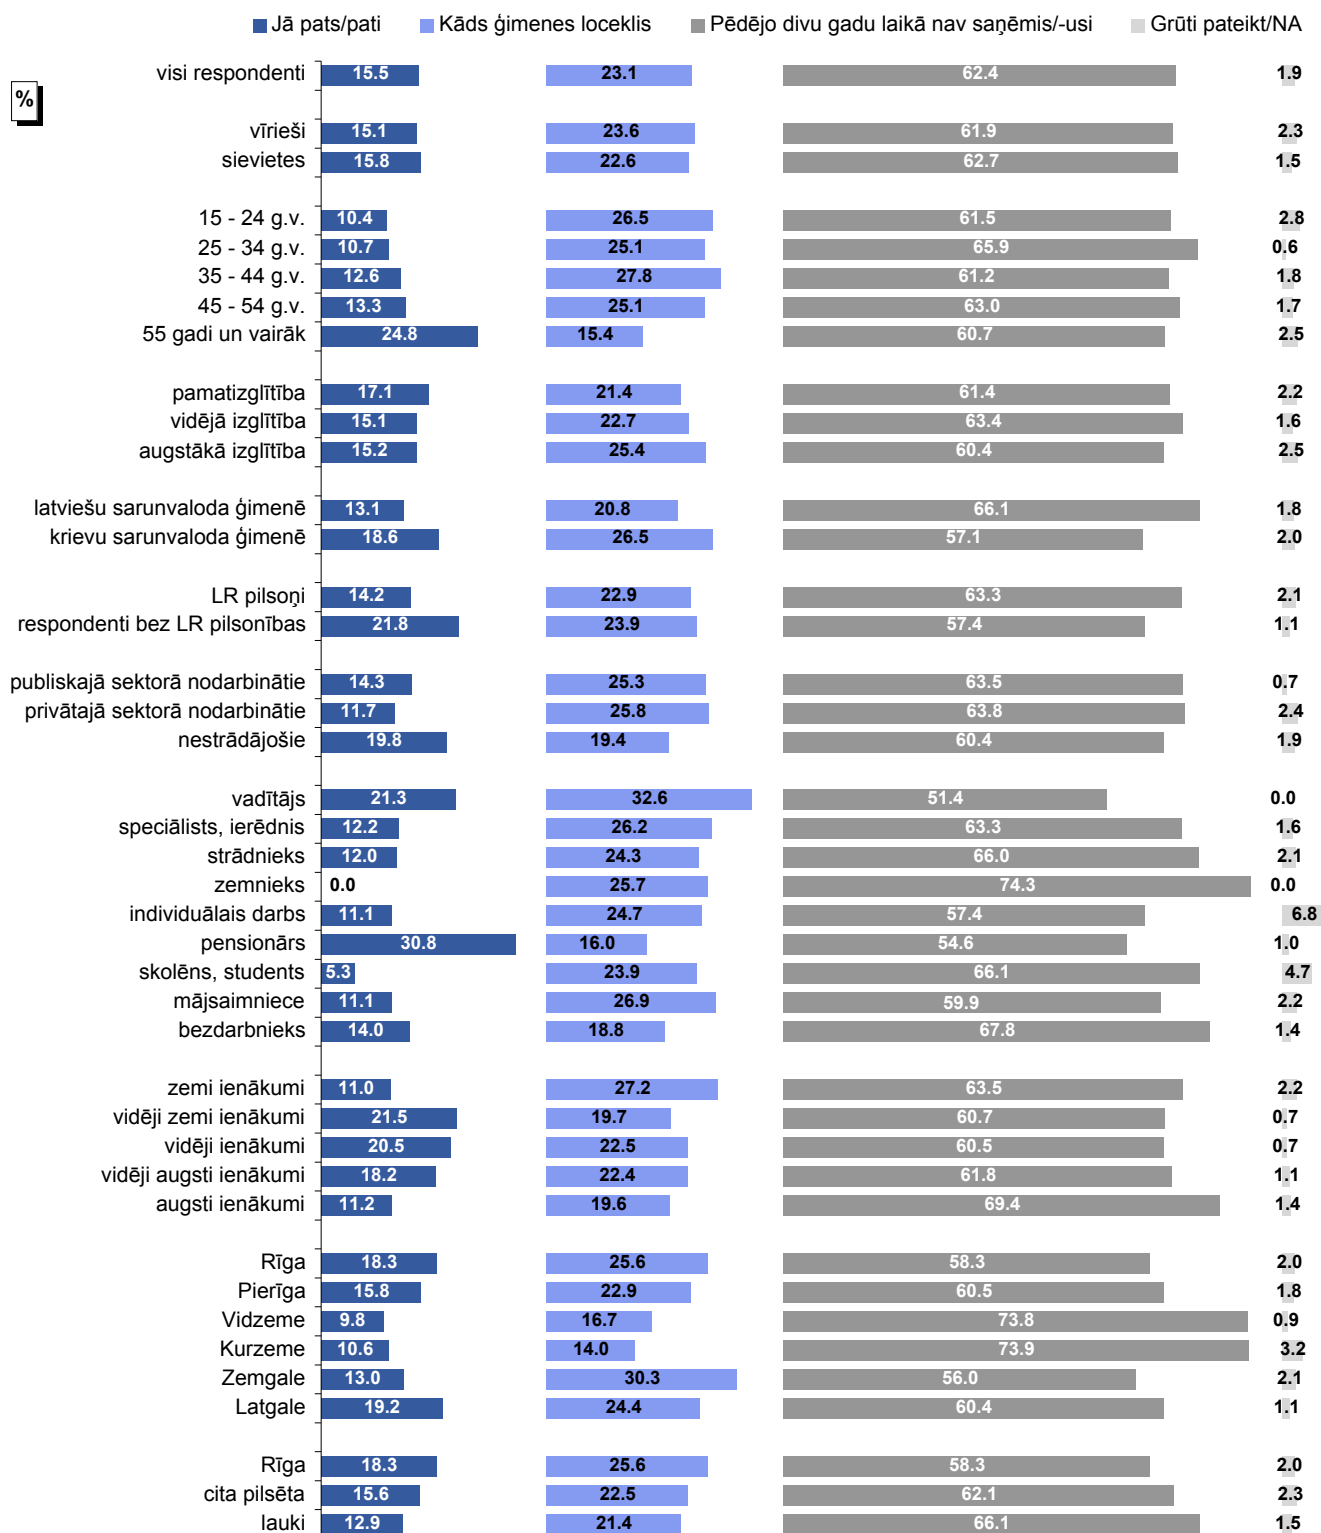 Jā pats/pati Kāds ģimenes loceklis Pēdējo divu gadu laikā nav saņēmis/-usi Grūti pateikt/NA
%
visi respondenti 15.5 23.1 62.4 1.9
vīrieši 15.1 23.6 61.9 2.3
sievietes 15.8 22.6 62.7 1.5
15 - 24 g.v. 10.4 26.5 61.5 2.8
25 - 34 g.v. 10.7 25.1 65.9 0.6
35 - 44 g.v. 12.6 27.8 61.2 1.8
45 - 54 g.v. 13.3 25.1 63.0 1.7
55 gadi un vairāk 24.8 15.4 60.7 2.5
pamatizglītība 17.1 21.4 61.4 2.2
vidējā izglītība 15.1 22.7 63.4 1.6
augstākā izglītība 15.2 25.4 60.4 2.5
latviešu sarunvaloda ģimenē 13.1 20.8 66.1 1.8
krievu sarunvaloda ģimenē 18.6 26.5 57.1 2.0
LR pilsoņi 14.2 22.9 63.3 2.1
respondenti bez LR pilsonības 21.8 23.9 57.4 1.1
publiskajā sektorā nodarbinātie 14.3 25.3 63.5 0.7
privātajā sektorā nodarbinātie 11.7 25.8 63.8 2.4
nestrādājošie 19.8 19.4 60.4 1.9
vadītājs 21.3 32.6 51.4 0.0
speciālists, ierēdnis 12.2 26.2 63.3 1.6
strādnieks 12.0 24.3 66.0 2.1
zemnieks 0.0 25.7 74.3 0.0
individuālais darbs 11.1 24.7 57.4 6.8
pensionārs 30.8 16.0 54.6 1.0
skolēns, students 5.3 23.9 66.1 4.7
mājsaimniece 11.1 26.9 59.9 2.2
bezdarbnieks 14.0 18.8 67.8 1.4
zemi ienākumi 11.0 27.2 63.5 2.2
vidēji zemi ienākumi 21.5 19.7 60.7 0.7
vidēji ienākumi 20.5 22.5 60.5 0.7
vidēji augsti ienākumi 18.2 22.4 61.8 1.1
augsti ienākumi 11.2 19.6 69.4 1.4
Rīga 18.3 25.6 58.3 2.0
Pierīga 15.8 22.9 60.5 1.8
Vidzeme 9.8 16.7 73.8 0.9
Kurzeme 10.6 14.0 73.9 3.2
Zemgale 13.0 30.3 56.0 2.1
Latgale 19.2 24.4 60.4 1.1
Rīga 18.3 25.6 58.3 2.0
cita pilsēta 15.6 22.5 62.1 2.3
lauki 12.9 21.4 66.1 1.5